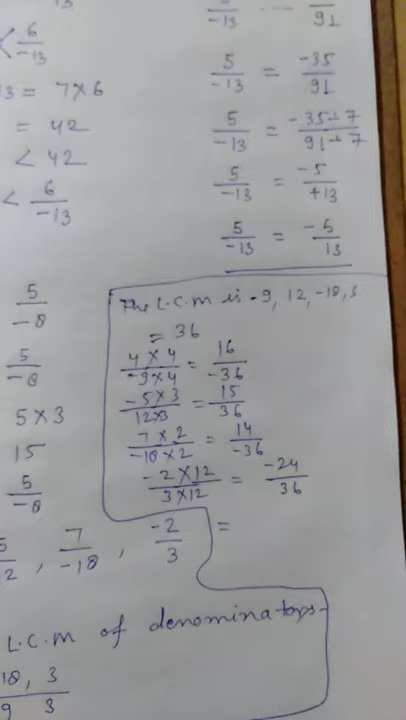 6/-13
13 = 7×6
= 42
< 42
< 6/-13
91
5/-13 = -35/91
5/-13 = -35÷7/91÷7
5/-13 = -5/+13
5/-13 = -5/13
5/-8
5/-8
5×3
15
5/-8
The L.C.M is -9, 12, -18, 3
= 36
4×4/-9×4 = 16/-36
-5×3/12×3 = 15/36
7×2/-18×2 = 14/-36
-2×12/3×12 = -24/36
, 7/-18, -2/3 =
L.C.M of denominators-
18, 3
9 3